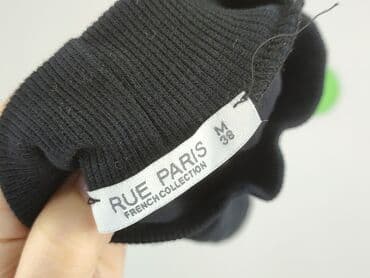 RUE PARIS
FRENCH COLLECTION
M
38